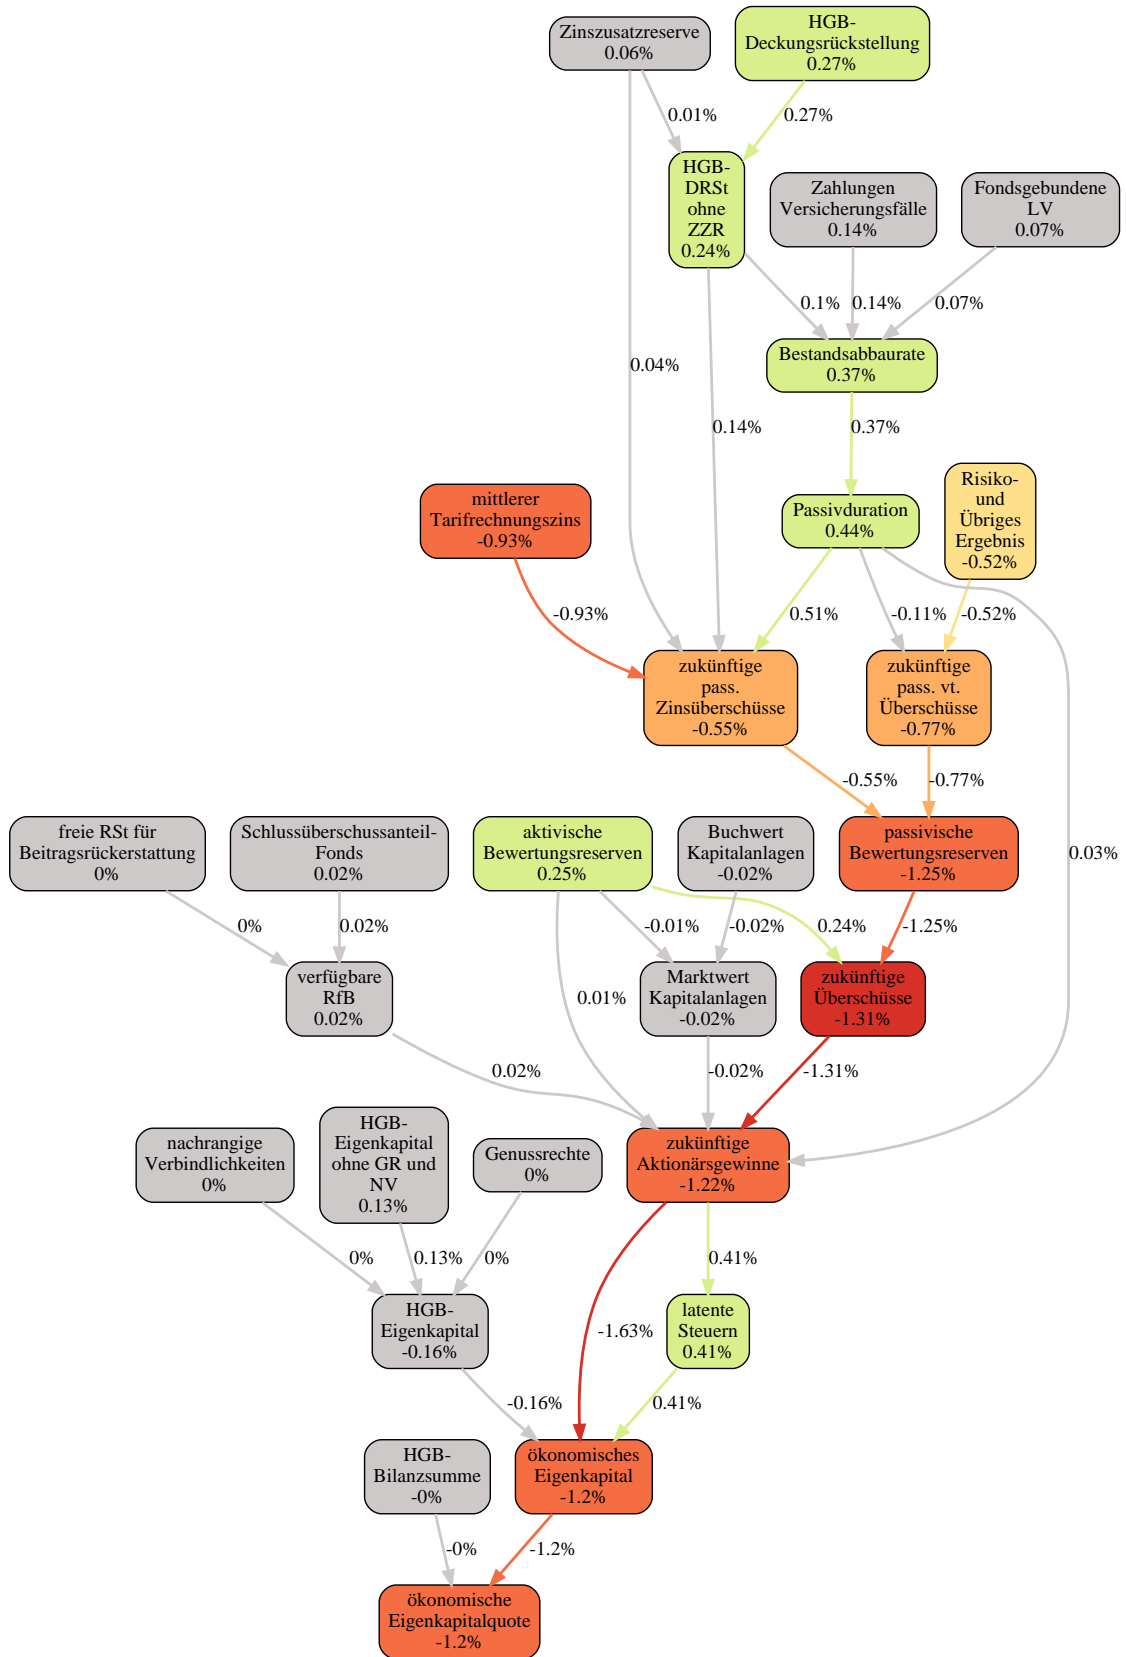 Zinszusatzreserve
0.06%
HGB-
Deckungsrückstellung
0.27%
0.01%
0.27%
HGB-
DRSt
ohne
ZZR
0.24%
Zahlungen
Versicherungsfälle
0.14%
Fondsgebundene
LV
0.07%
0.1%
0.14%
0.07%
Bestandsabbaurate
0.37%
0.04%
0.14%
0.37%
mittlerer
Tarifrechnungszins
-0.93%
Passivduration
0.44%
Risiko-
und
Übriges
Ergebnis
-0.52%
-0.93%
0.51%
-0.11%
-0.52%
zukünftige
pass.
Zinsüberschüsse
-0.55%
zukünftige
pass. vt.
Überschüsse
-0.77%
-0.55%
-0.77%
freie RSt für
Beitragsrückerstattung
0%
Schlussüberschussanteil-
Fonds
0.02%
aktivische
Bewertungsreserven
0.25%
Buchwert
Kapitalanlagen
-0.02%
passivische
Bewertungsreserven
-1.25%
0.03%
0%
0.02%
-0.01%
-0.02%
0.24%
-1.25%
verfügbare
RfB
0.02%
0.01%
Marktwert
Kapitalanlagen
-0.02%
zukünftige
Überschüsse
-1.31%
0.02%
-0.02%
-1.31%
nachrangige
Verbindlichkeiten
0%
HGB-
Eigenkapital
ohne GR und
NV
0.13%
Genussrechte
0%
zukünftige
Aktionärsgewinne
-1.22%
0%
0.13%
0%
0.41%
HGB-
Eigenkapital
-0.16%
-1.63%
latente
Steuern
0.41%
-0.16%
0.41%
HGB-
Bilanzsumme
-0%
ökonomisches
Eigenkapital
-1.2%
-0%
-1.2%
ökonomische
Eigenkapitalquote
-1.2%